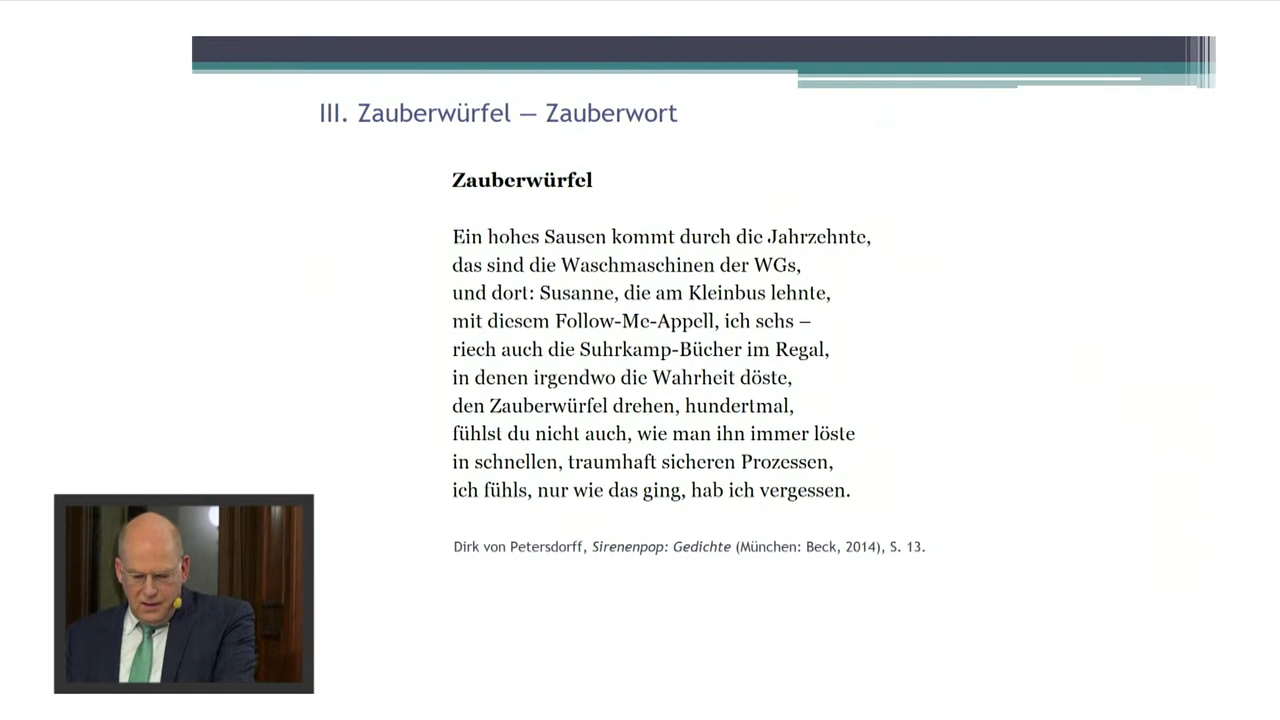 III. Zauberwürfel – Zauberwort
Zauberwürfel
Ein hohes Sausen kommt durch die Jahrzehnte,
das sind die Waschmaschinen der WGs,
und dort: Susanne, die am Kleinbus lehnte,
mit diesem Follow-Me-Appell, ich sehs –
riech auch die Suhrkamp-Bücher im Regal,
in denen irgendwo die Wahrheit döste,
den Zauberwürfel drehen, hundertmal,
fühlst du nicht auch, wie man ihn immer löste
in schnellen, traumhaft sicheren Prozessen,
ich fühls, nur wie das ging, hab ich vergessen.
Dirk von Petersdorff, Sirenenpop: Gedichte (München: Beck, 2014), S. 13.